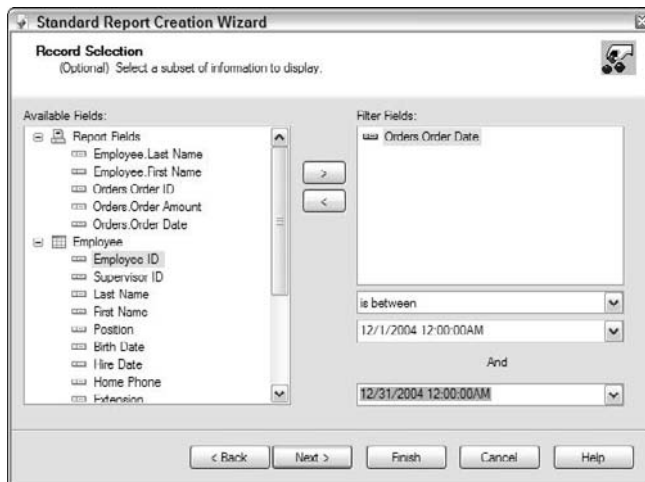 Standard Report Creation Wizard
Record Selection
(Optional) Select a subset of information to display.
Available Fields:
Report Fields
Employee.Last Name
Employee.First Name
Orders.Order ID
Orders.Order Amount
Orders.Order Date
Employee
Employee ID
Supervisor ID
Last Name
First Name
Position
Birth Date
Hire Date
Home Phone
Extension
>
<
Filter Fields:
Orders.Order Date
is between
12/1/2004 12:00:00AM
And
12/31/2004 12:00:00AM
< Back
Next >
Finish
Cancel
Help